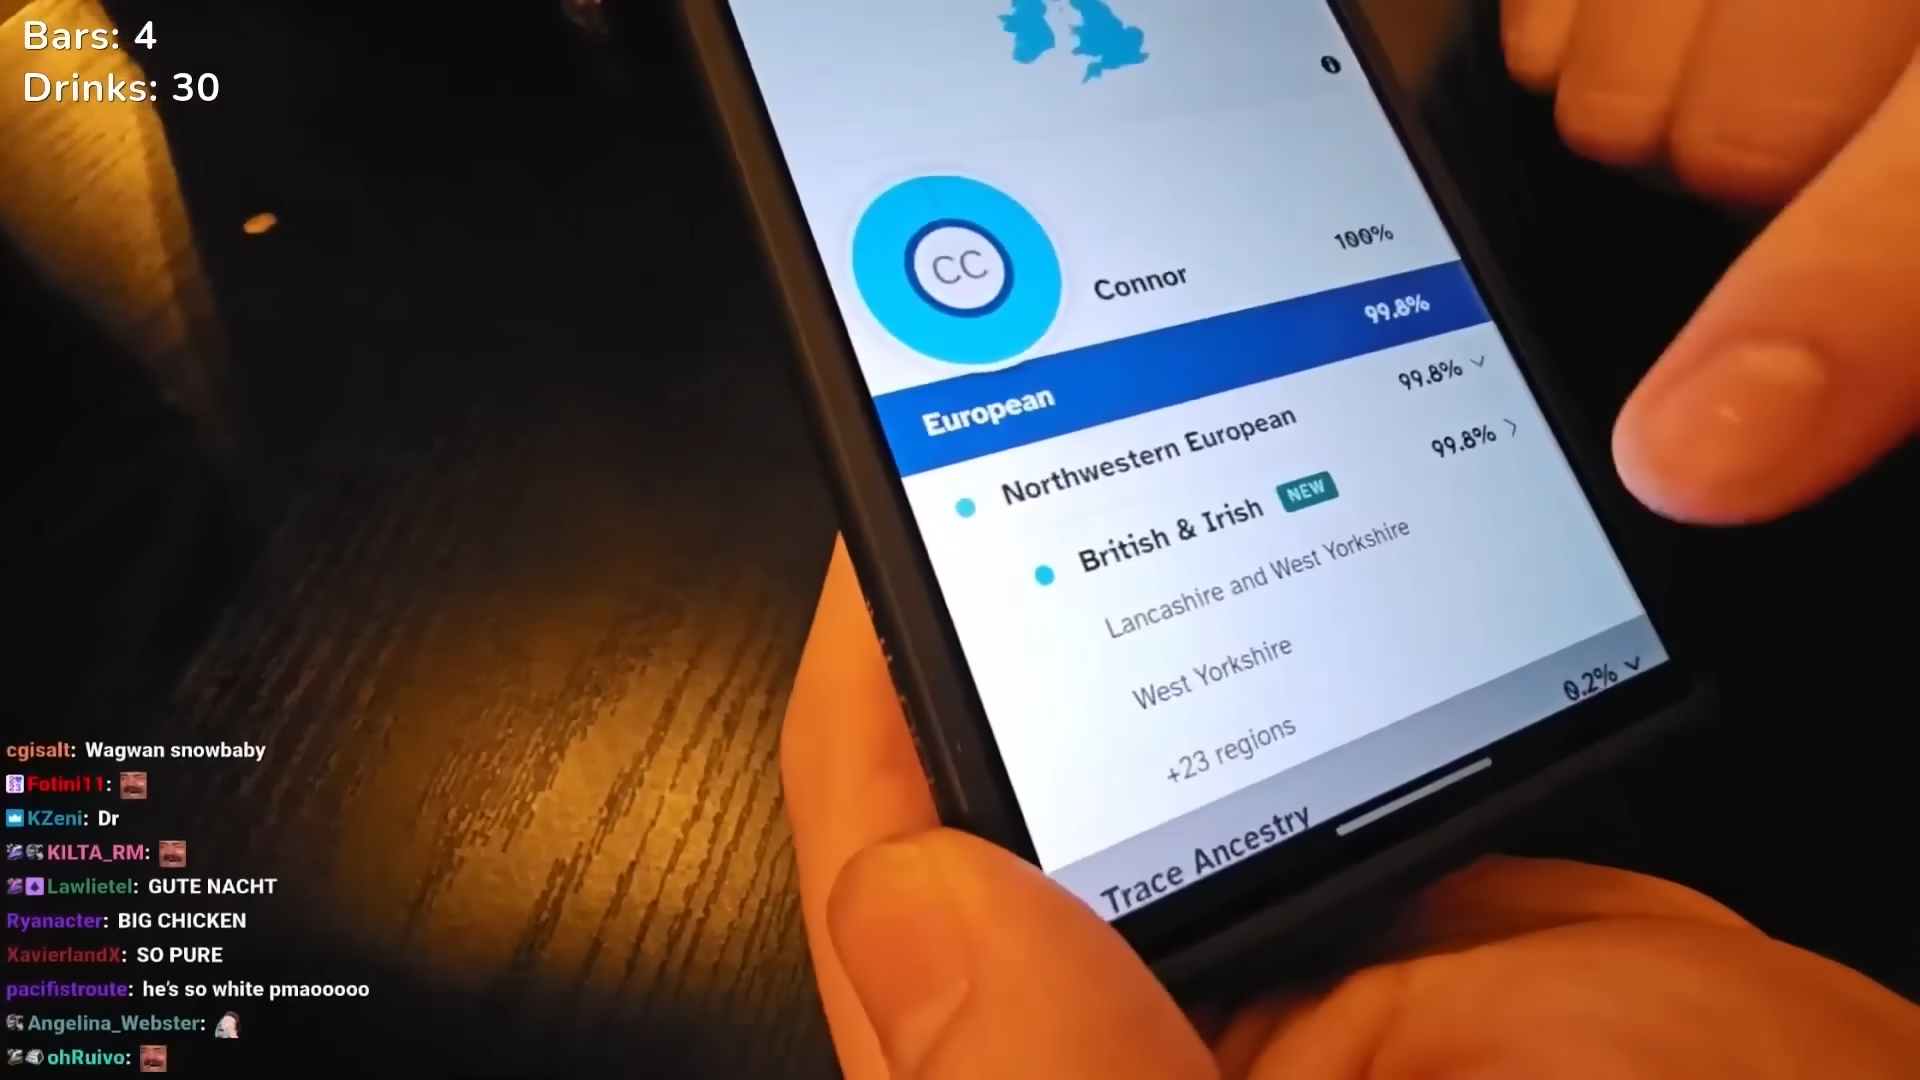 Bars: 4
Drinks: 30
CC
Connor
100%
European
99.8%
Northwestern European
99.8%
British & Irish
NEW
99.8%
Lancashire and West Yorkshire
West Yorkshire
+23 regions
Trace Ancestry
0.2%
cgisalt: Wagwan snowbaby
Fotini11:
KZeni: Dr
KILTA_RM:
Lawlietel: GUTE NACHT
Ryanacter: BIG CHICKEN
XavierlandX: SO PURE
pacifistroute: he's so white pmaooooo
Angelina_Webster:
ohRuivo: